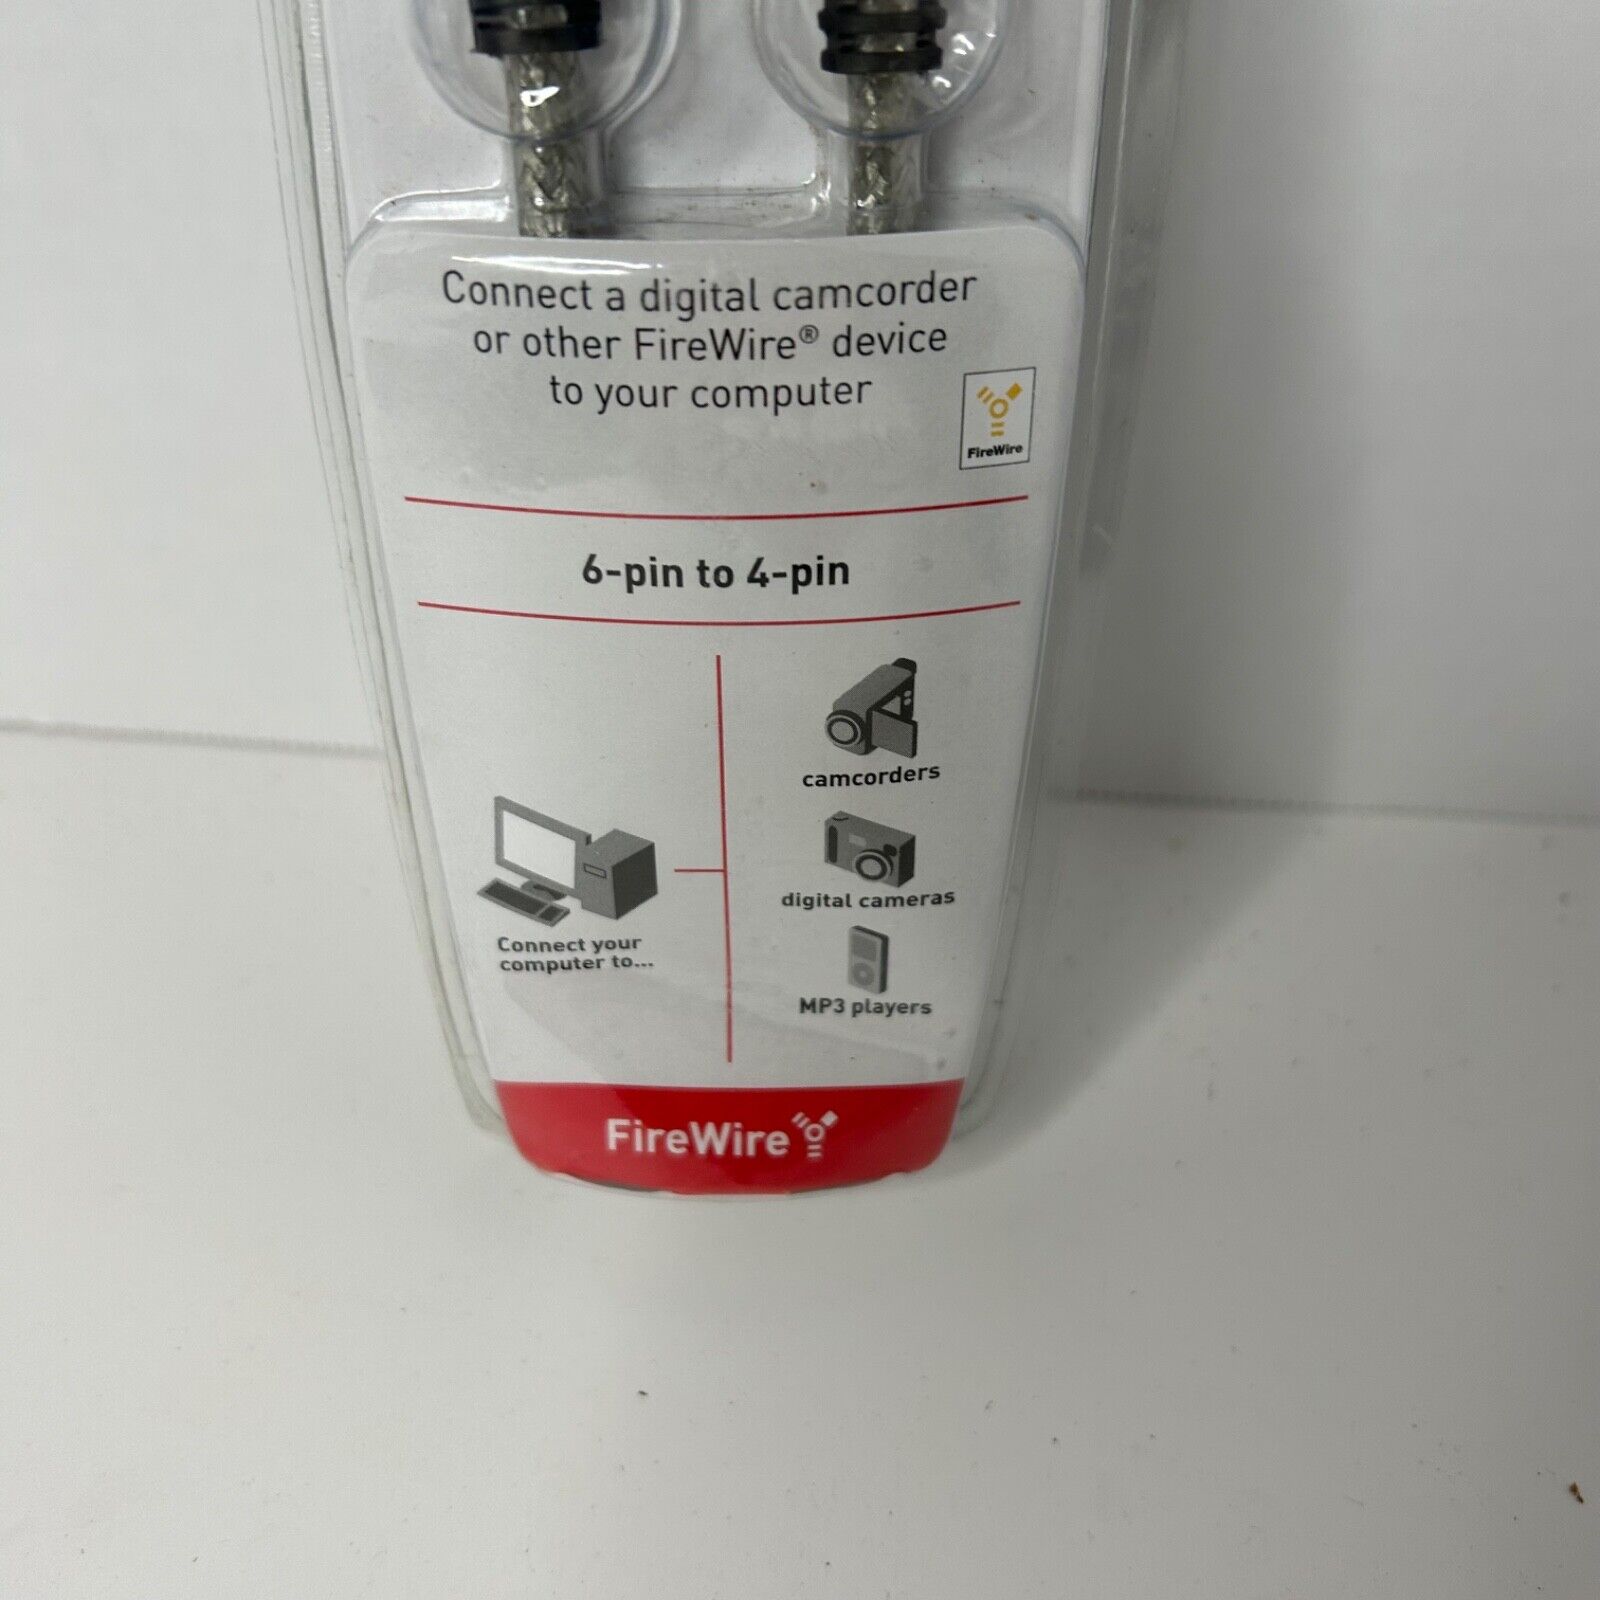 Connect a digital camcorder
or other FireWire® device
to your computer
FireWire
6-pin to 4-pin
camcorders
digital cameras
Connect your
computer to...
MP3 players
FireWire